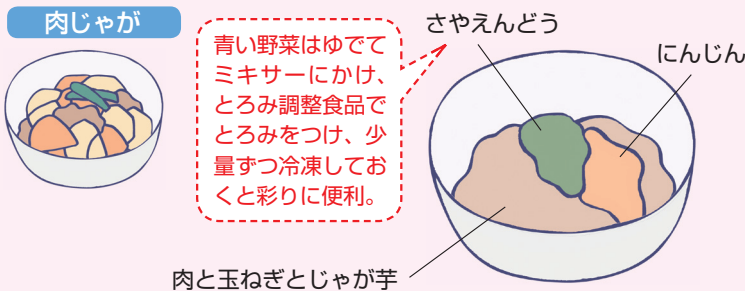 肉じゃが
青い野菜はゆでて
ミキサーにかけ、
とろみ調整食品で
とろみをつけ、少
量ずつ冷凍してお
くと彩りに便利。
さやえんどう
にんじん
肉と玉ねぎとじゃが芋